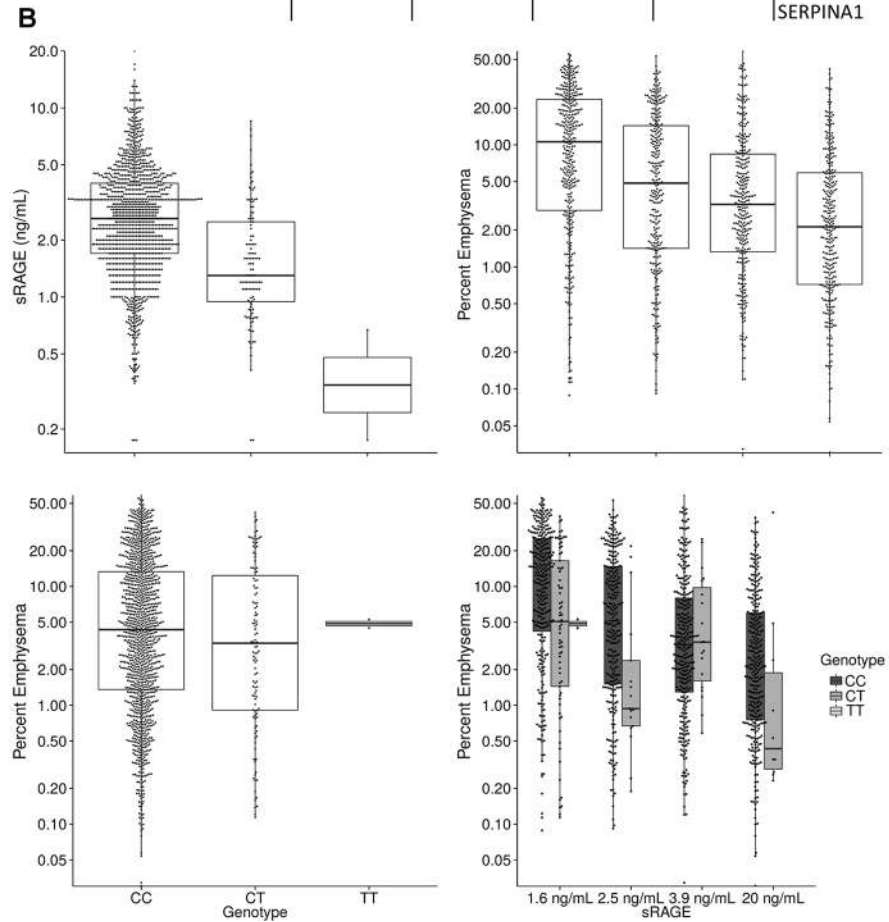 B
SERPINA1
sRAGE (ng/mL)
20.0
10.0
5.0
2.0
1.0
0.5
0.2
Percent Emphysema
50.00
20.00
10.00
5.00
2.00
1.00
0.50
0.20
0.10
0.05
Percent Emphysema
50.00
20.00
10.00
5.00
2.00
1.00
0.50
0.20
0.10
0.05
CC CT TT
Genotype
Percent Emphysema
50.00
20.00
10.00
5.00
2.00
1.00
0.50
0.20
0.10
0.05
1.6 ng/mL 2.5 ng/mL 3.9 ng/mL 20 ng/mL
sRAGE
Genotype
CC
CT
TT